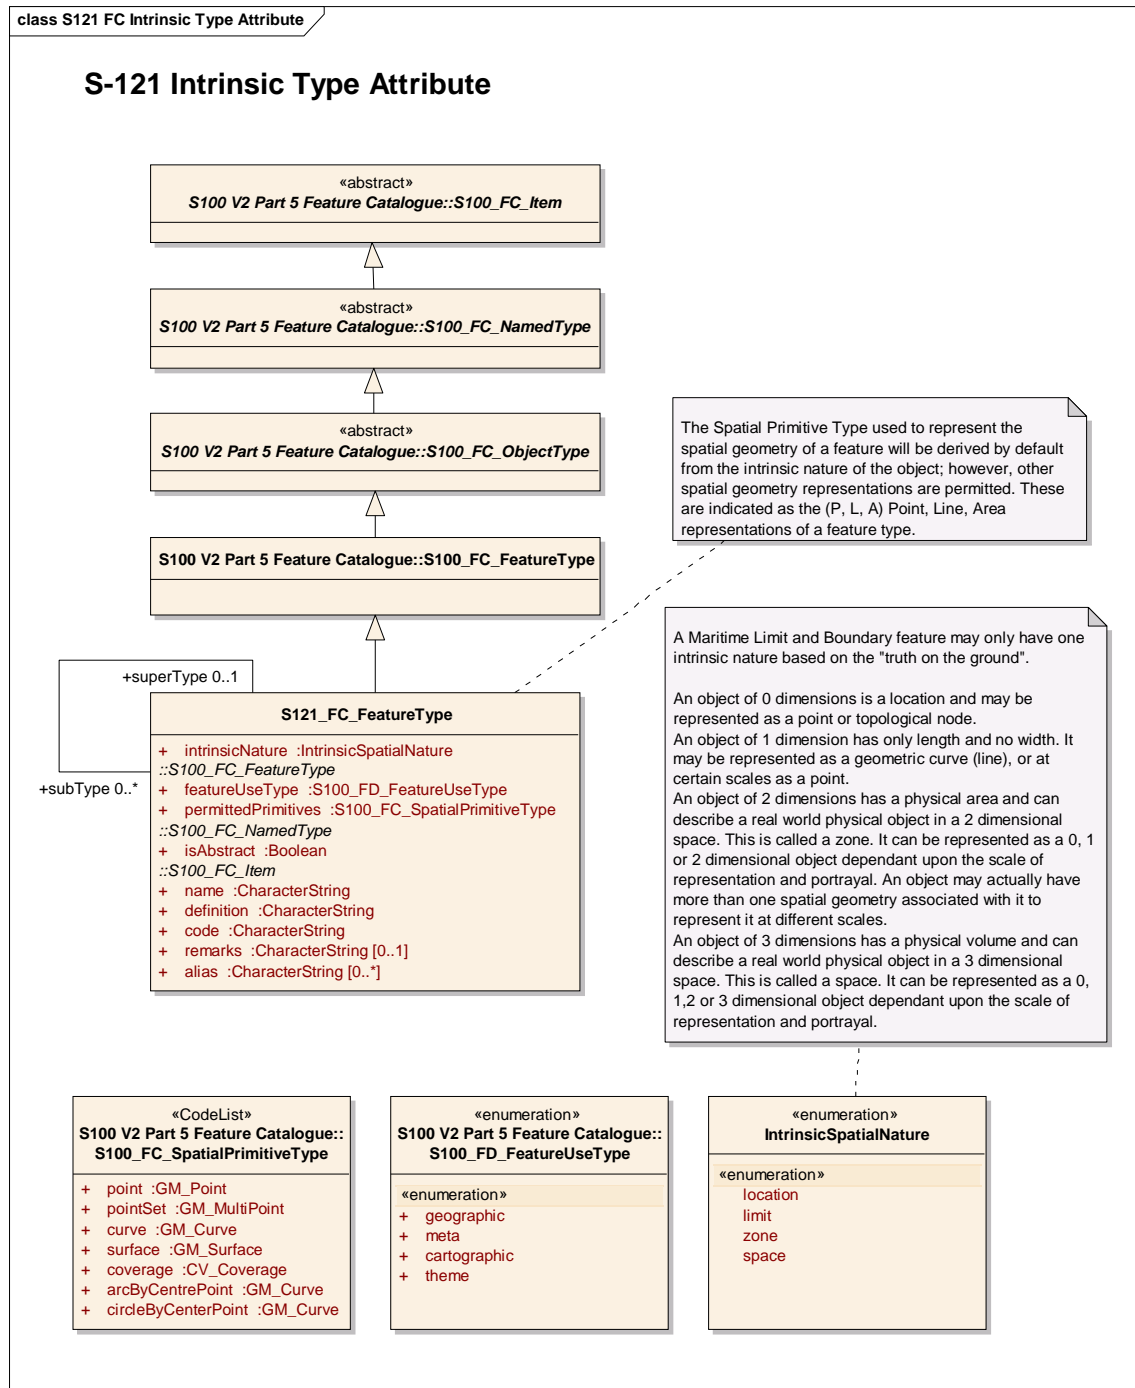 class S121 FC Intrinsic Type Attribute
S-121 Intrinsic Type Attribute
«abstract»
S100 V2 Part 5 Feature Catalogue::S100_FC_Item
«abstract»
S100 V2 Part 5 Feature Catalogue::S100_FC_NamedType
«abstract»
S100 V2 Part 5 Feature Catalogue::S100_FC_ObjectType
S100 V2 Part 5 Feature Catalogue::S100_FC_FeatureType
The Spatial Primitive Type used to represent the
spatial geometry of a feature will be derived by default
from the intrinsic nature of the object; however, other
spatial geometry representations are permitted. These
are indicated as the (P, L, A) Point, Line, Area
representations of a feature type.
+superType 0..1
+subType 0..*
S121_FC_FeatureType
+ intrinsicNature :IntrinsicSpatialNature
::S100_FC_FeatureType
+ featureUseType :S100_FD_FeatureUseType
+ permittedPrimitives :S100_FC_SpatialPrimitiveType
::S100_FC_NamedType
+ isAbstract :Boolean
::S100_FC_Item
+ name :CharacterString
+ definition :CharacterString
+ code :CharacterString
+ remarks :CharacterString [0..1]
+ alias :CharacterString [0..*]
A Maritime Limit and Boundary feature may only have one
intrinsic nature based on the "truth on the ground".
An object of 0 dimensions is a location and may be
represented as a point or topological node.
An object of 1 dimension has only length and no width. It
may be represented as a geometric curve (line), or at
certain scales as a point.
An object of 2 dimensions has a physical area and can
describe a real world physical object in a 2 dimensional
space. This is called a zone. It can be represented as a 0, 1
or 2 dimensional object dependant upon the scale of
representation and portrayal. An object may actually have
more than one spatial geometry associated with it to
represent it at different scales.
An object of 3 dimensions has a physical volume and can
describe a real world physical object in a 3 dimensional
space. This is called a space. It can be represented as a 0,
1,2 or 3 dimensional object dependant upon the scale of
representation and portrayal.
«CodeList»
S100 V2 Part 5 Feature Catalogue::
S100_FC_SpatialPrimitiveType
+ point :GM_Point
+ pointSet :GM_MultiPoint
+ curve :GM_Curve
+ surface :GM_Surface
+ coverage :CV_Coverage
+ arcByCentrePoint :GM_Curve
+ circleByCenterPoint :GM_Curve
«enumeration»
S100 V2 Part 5 Feature Catalogue::
S100_FD_FeatureUseType
«enumeration»
+ geographic
+ meta
+ cartographic
+ theme
«enumeration»
IntrinsicSpatialNature
«enumeration»
location
limit
zone
space